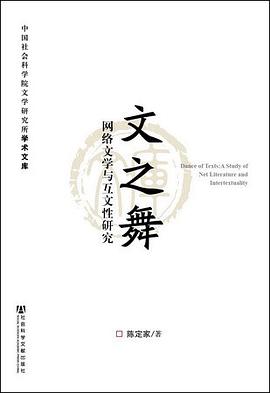 中国社会科学院文学研究所学术文库
文之舞
网络文学与互文性研究
Dance of Texts:A Study of
Net Literature and
Intertextuality
陈定家/著
社会科学文献出版社